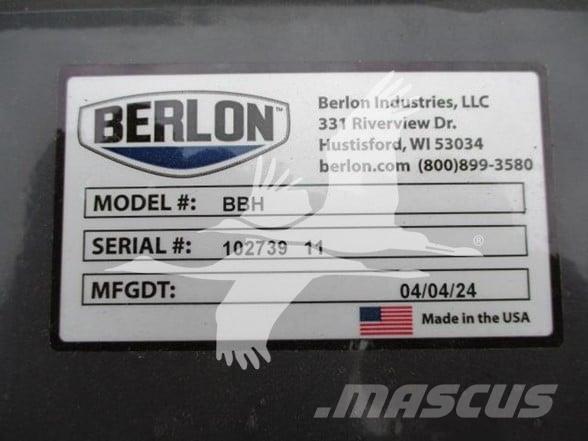 BERLON™
Berlon Industries, LLC
331 Riverview Dr.
Hustisford, WI 53034
berlon.com (800)899-3580
MODEL #: BBH
SERIAL #: 102739 11
MFGDT: 04/04/24
Made in the USA
®
MASCUS